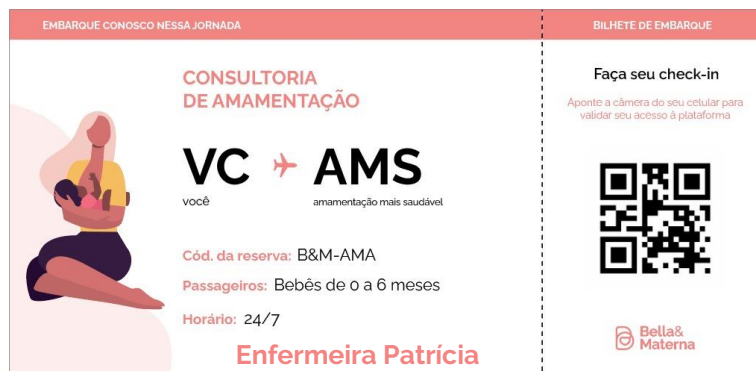 EMBARQUE CONOSCO NESSA JORNADA
CONSULTORIA
DE AMAMENTAÇÃO
VC AMS
você amamentação mais saudável
Cód. da reserva: B&M-AMA
Passageiros: Bebês de 0 a 6 meses
Horário: 24/7
Enfermeira Patrícia
BILHETE DE EMBARQUE
Faça seu check-in
Aponte a câmera do seu celular para
validar seu acesso à plataforma
Bella&
Materna